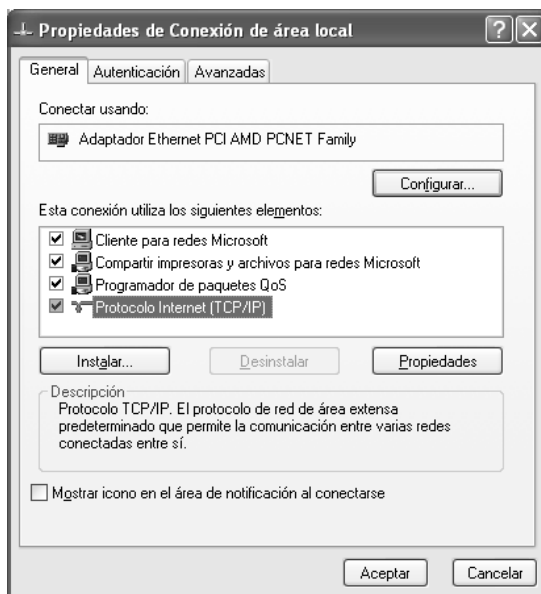 Propiedades de Conexión de área local
General Autenticación Avanzadas
Conectar usando:
Adaptador Ethernet PCI AMD PCNET Family
Configurar...
Esta conexión utiliza los siguientes elementos:
Cliente para redes Microsoft
Compartir impresoras y archivos para redes Microsoft
Programador de paquetes QoS
Protocolo Internet (TCP/IP)
Instalar... Desinstalar Propiedades
Descripción
Protocolo TCP/IP. El protocolo de red de área extensa
predeterminado que permite la comunicación entre varias redes
conectadas entre sí.
Mostrar icono en el área de notificación al conectarse
Aceptar Cancelar